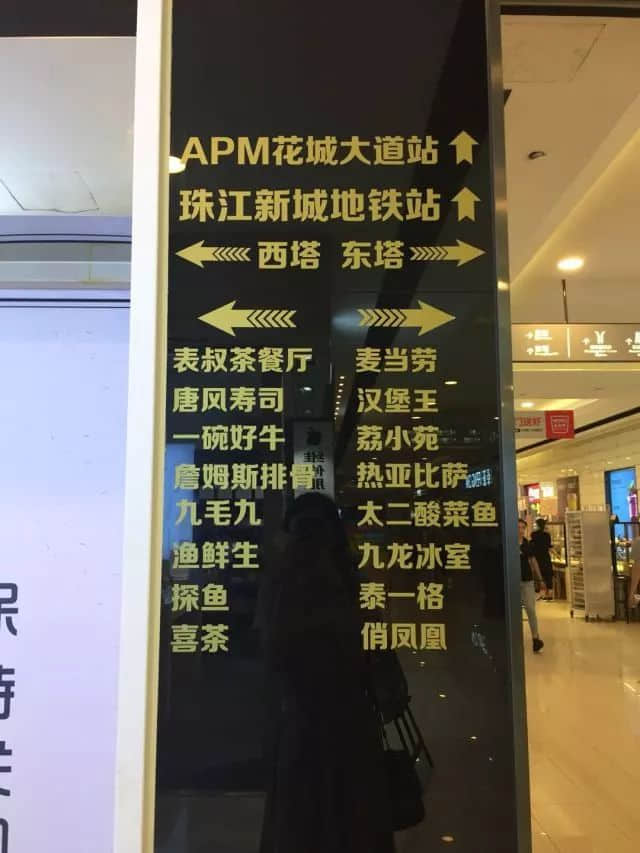 APM花城大道站
珠江新城地铁站
西塔 东塔
表叔茶餐厅 麦当劳
唐风寿司 汉堡王
一碗好牛 荔小苑
詹姆斯排骨 热亚比萨
九毛九 太二酸菜鱼
渔鲜生 九龙冰室
探鱼 泰一格
喜茶 俏凤凰